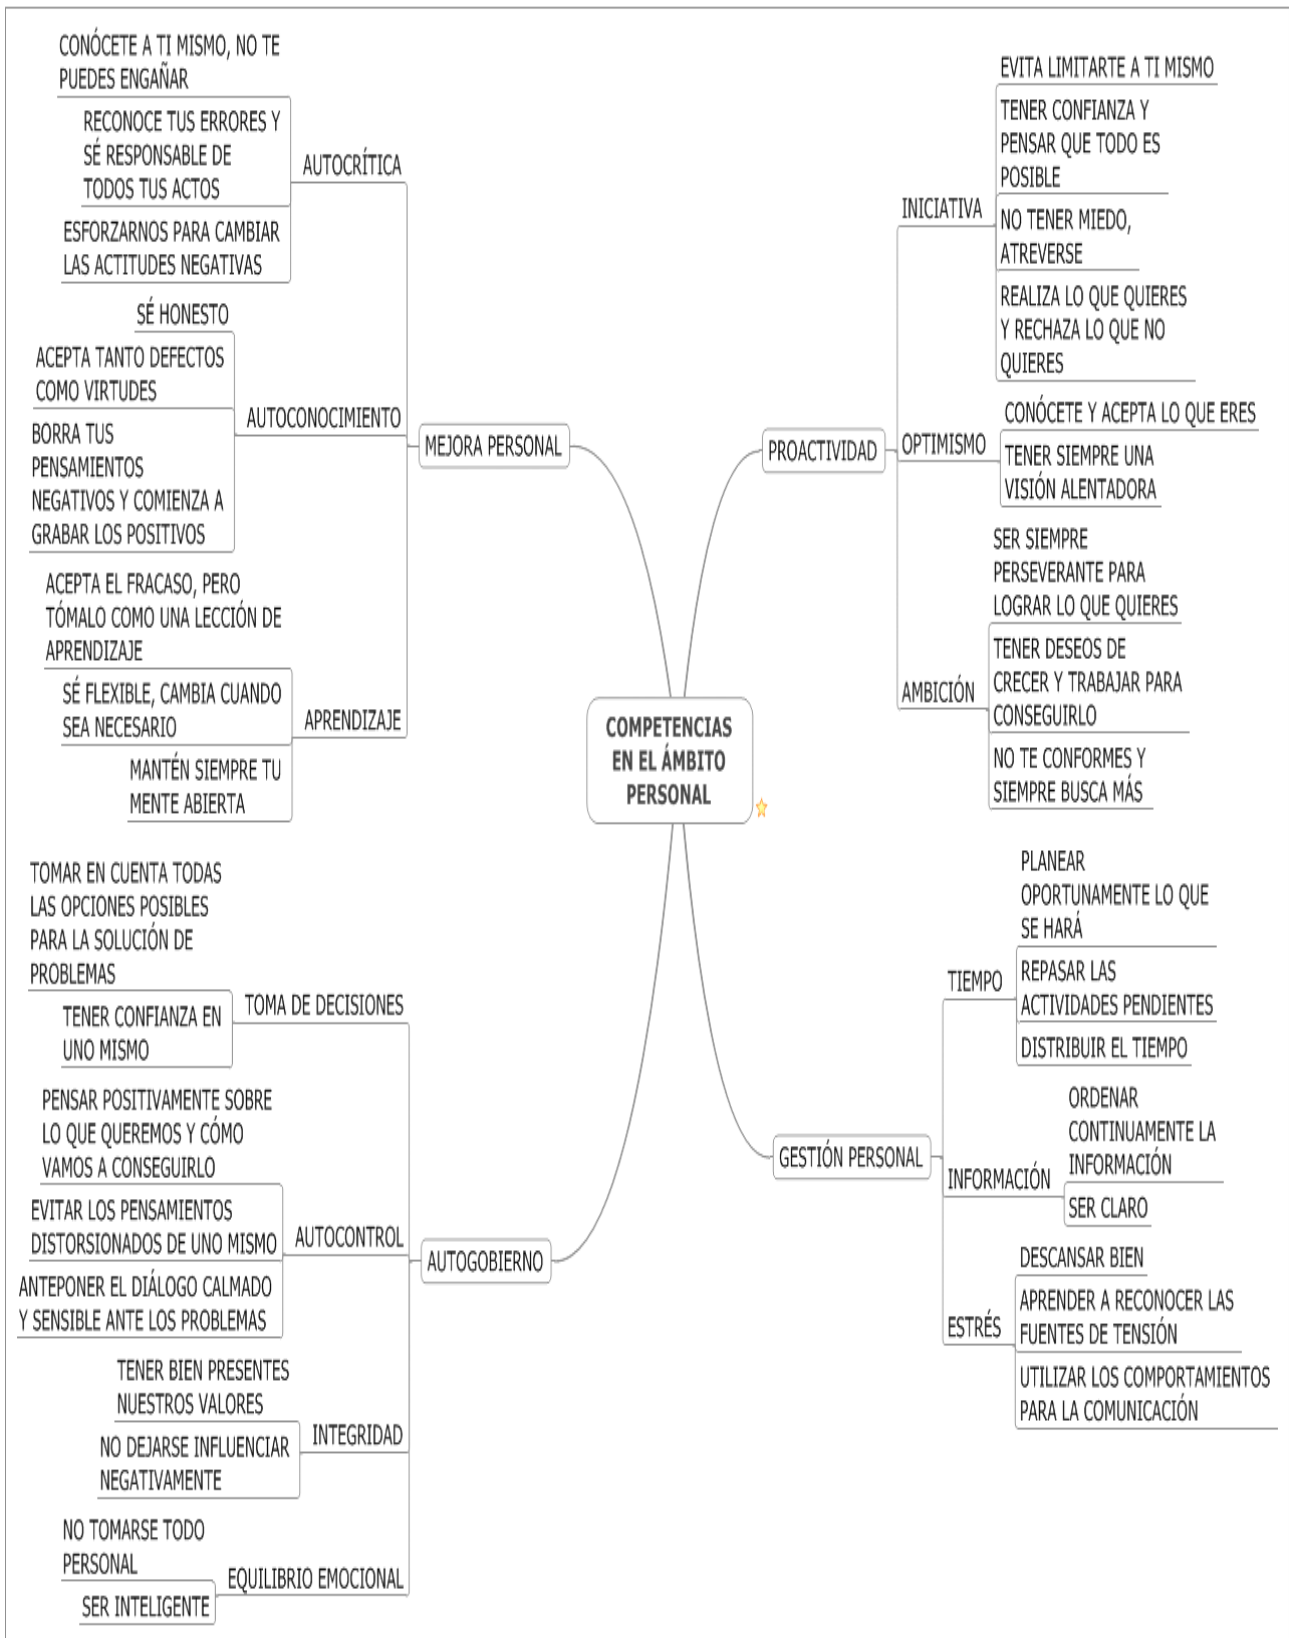 CONÓCETE A TI MISMO, NO TE
PUEDES ENGAÑAR
RECONOCE TUS ERRORES Y
SÉ RESPONSABLE DE
TODOS TUS ACTOS
ESFORZARNOS PARA CAMBIAR
LAS ACTITUDES NEGATIVAS
AUTOCRÍTICA
SÉ HONESTO
ACEPTA TANTO DEFECTOS
COMO VIRTUDES
BORRA TUS
PENSAMIENTOS
NEGATIVOS Y COMIENZA A
GRABAR LOS POSITIVOS
AUTOCONOCIMIENTO
ACEPTA EL FRACASO, PERO
TÓMALO COMO UNA LECCIÓN DE
APRENDIZAJE
SÉ FLEXIBLE, CAMBIA CUANDO
SEA NECESARIO
MANTÉN SIEMPRE TU
MENTE ABIERTA
APRENDIZAJE
MEJORA PERSONAL
TOMAR EN CUENTA TODAS
LAS OPCIONES POSIBLES
PARA LA SOLUCIÓN DE
PROBLEMAS
TENER CONFIANZA EN
UNO MISMO
TOMA DE DECISIONES
PENSAR POSITIVAMENTE SOBRE
LO QUE QUEREMOS Y CÓMO
VAMOS A CONSEGUIRLO
EVITAR LOS PENSAMIENTOS
DISTORSIONADOS DE UNO MISMO
ANTEPONER EL DIÁLOGO CALMADO
Y SENSIBLE ANTE LOS PROBLEMAS
AUTOCONTROL
TENER BIEN PRESENTES
NUESTROS VALORES
NO DEJARSE INFLUENCIAR
NEGATIVAMENTE
INTEGRIDAD
NO TOMARSE TODO
PERSONAL
SER INTELIGENTE
EQUILIBRIO EMOCIONAL
AUTOGOBIERNO
COMPETENCIAS
EN EL ÁMBITO
PERSONAL
PROACTIVIDAD
INICIATIVA
EVITA LIMITARTE A TI MISMO
TENER CONFIANZA Y
PENSAR QUE TODO ES
POSIBLE
NO TENER MIEDO,
ATREVERSE
REALIZA LO QUE QUIERES
Y RECHAZA LO QUE NO
QUIERES
OPTIMISMO
CONÓCETE Y ACEPTA LO QUE ERES
TENER SIEMPRE UNA
VISIÓN ALENTADORA
AMBICIÓN
SER SIEMPRE
PERSEVERANTE PARA
LOGRAR LO QUE QUIERES
TENER DESEOS DE
CRECER Y TRABAJAR PARA
CONSEGUIRLO
NO TE CONFORMES Y
SIEMPRE BUSCA MÁS
GESTIÓN PERSONAL
TIEMPO
PLANEAR
OPORTUNAMENTE LO QUE
SE HARÁ
REPASAR LAS
ACTIVIDADES PENDIENTES
DISTRIBUIR EL TIEMPO
INFORMACIÓN
ORDENAR
CONTINUAMENTE LA
INFORMACIÓN
SER CLARO
ESTRÉS
DESCANSAR BIEN
APRENDER A RECONOCER LAS
FUENTES DE TENSIÓN
UTILIZAR LOS COMPORTAMIENTOS
PARA LA COMUNICACIÓN